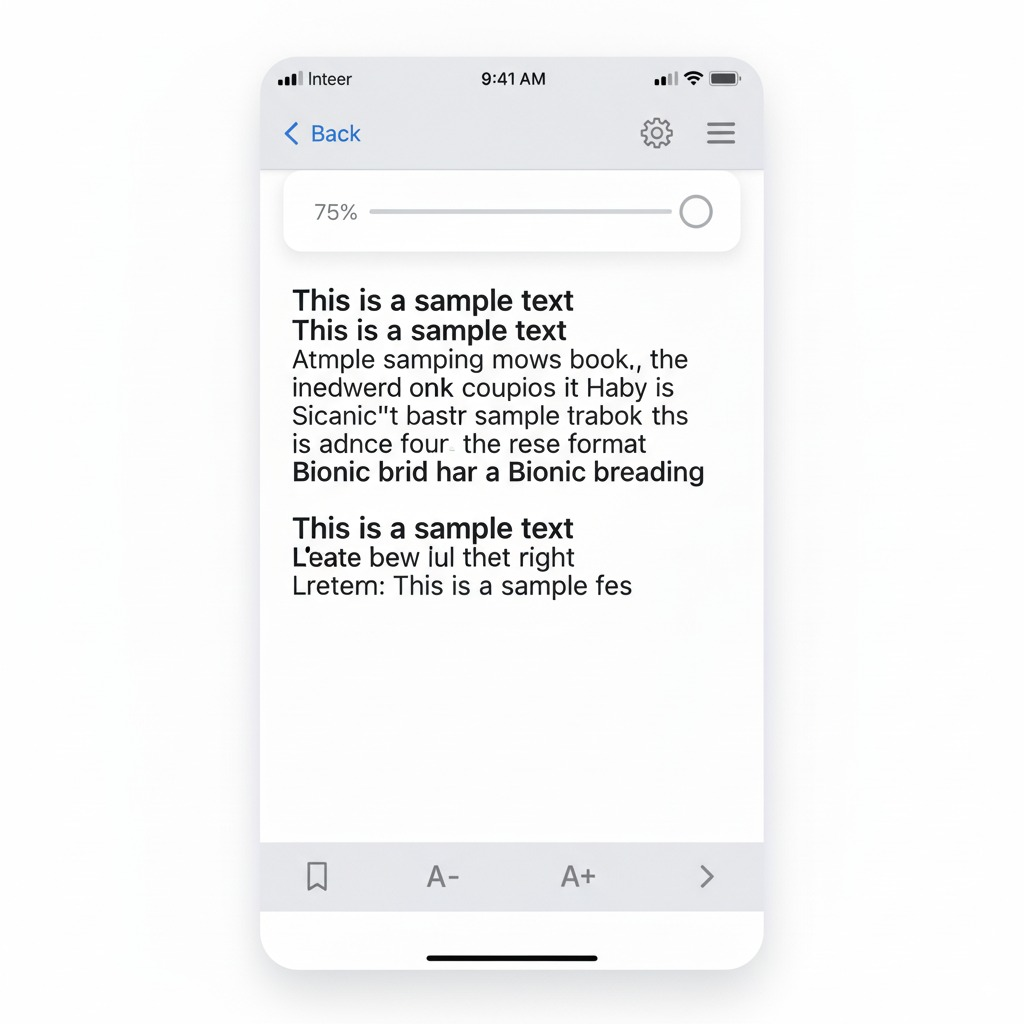 Inteer
9:41 AM
Back
75%
This is a sample text
This is a sample text
Atmple samping mows book., the
inedwerd onk coupios it Haby is
Sicanic"t bastr sample trabok ths
is adnce four the rese format
Bionic brid har a Bionic breading
This is a sample text
L'eate bew iul thet right
Lretem: This is a sample fes
A-
A+